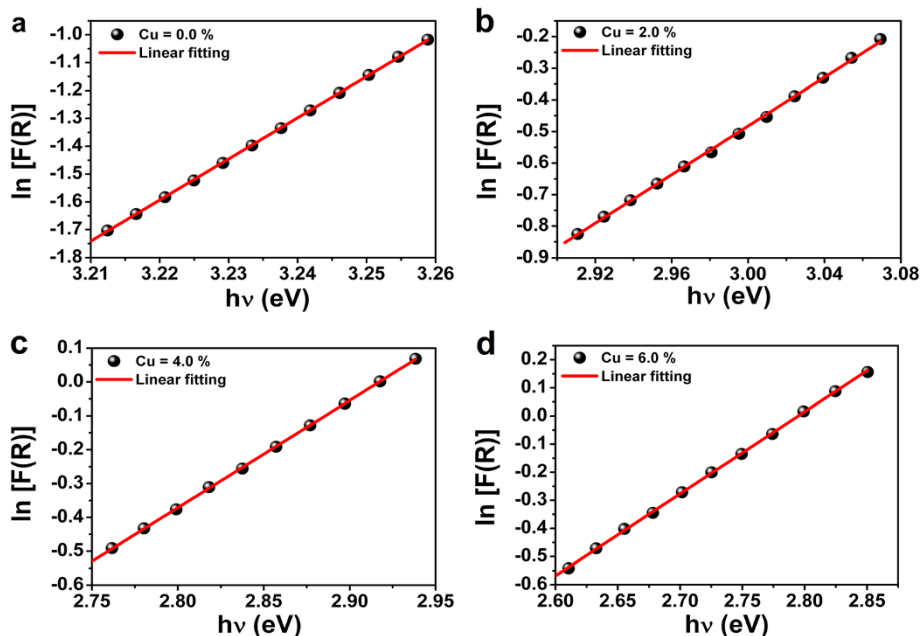 a
Cu = 0.0 %
Linear fitting
-1.0
-1.1
-1.2
-1.3
-1.4
-1.5
-1.6
-1.7
-1.8
ln [F(R)]
3.21 3.22 3.23 3.24 3.25 3.26
hν (eV)
b
Cu = 2.0 %
Linear fitting
-0.2
-0.3
-0.4
-0.5
-0.6
-0.7
-0.8
-0.9
ln [F(R)]
2.92 2.96 3.00 3.04 3.08
hν (eV)
c
Cu = 4.0 %
Linear fitting
0.1
0.0
-0.1
-0.2
-0.3
-0.4
-0.5
-0.6
ln [F(R)]
2.75 2.80 2.85 2.90 2.95
hν (eV)
d
Cu = 6.0 %
Linear fitting
0.2
0.1
0.0
-0.1
-0.2
-0.3
-0.4
-0.5
-0.6
ln [F(R)]
2.60 2.65 2.70 2.75 2.80 2.85
hν (eV)